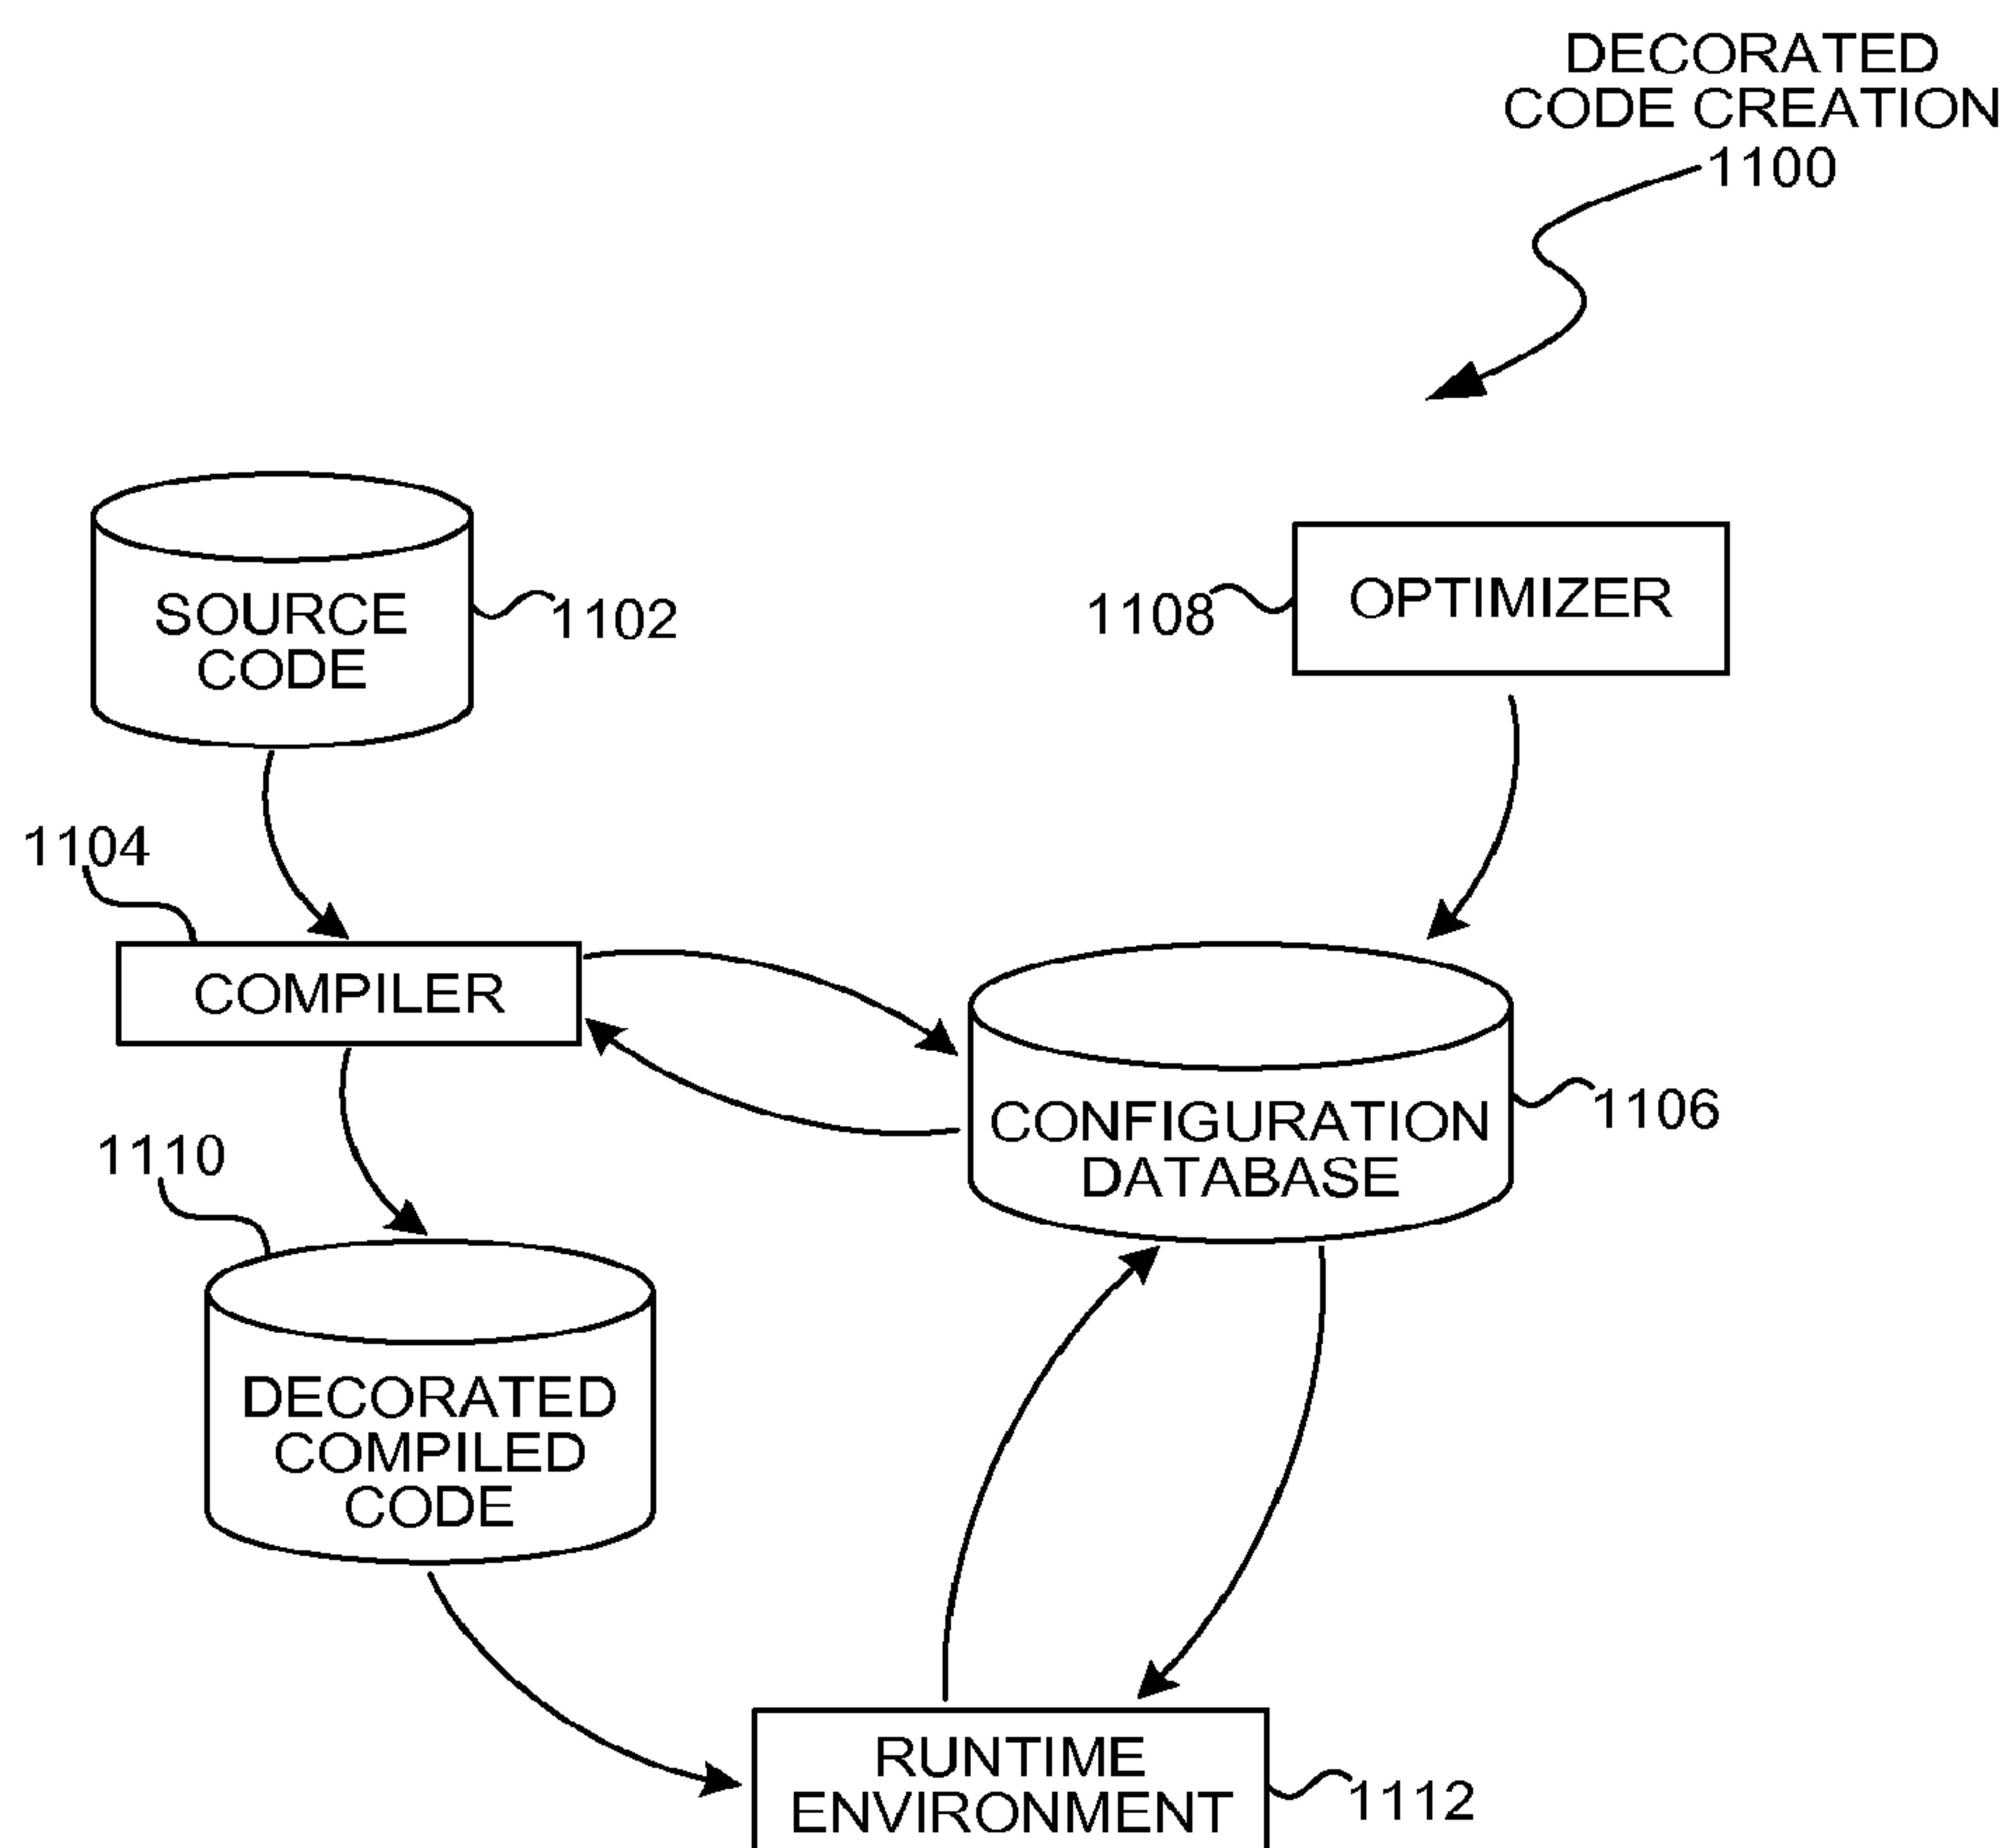 DECORATED
CODE CREATION
1100
SOURCE
CODE
1102
1108
OPTIMIZER
1104
COMPILER
CONFIGURATION
DATABASE
1106
1110
DECORATED
COMPILED
CODE
RUNTIME
ENVIRONMENT
1112